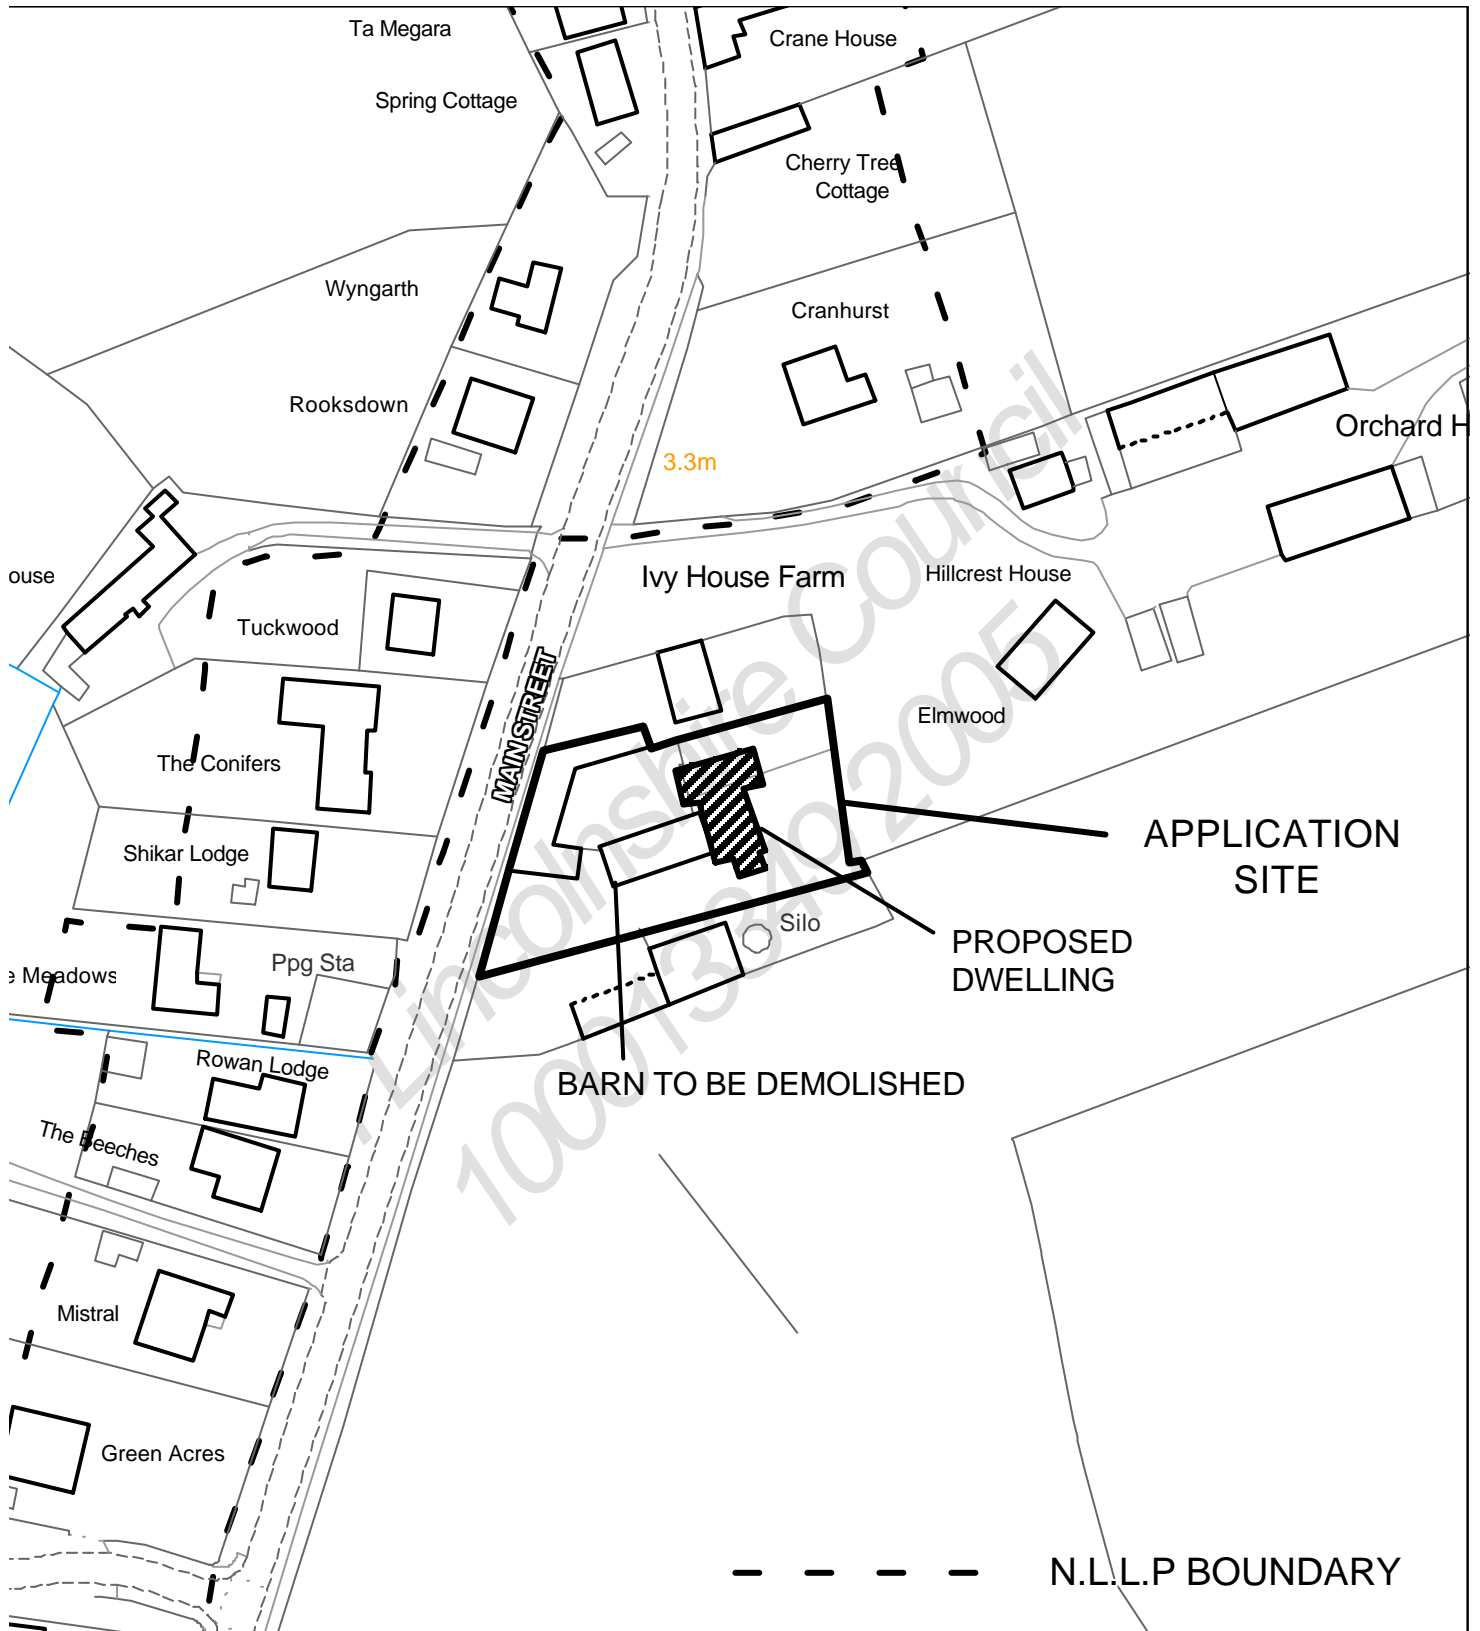 Ta Megara
Crane House
Spring Cottage
Cherry Tree
Cottage
Wyngarth
Cranhurst
Rooksdown
Orchard H
3.3m
ouse
Ivy House Farm
Hillcrest House
Tuckwood
MAIN STREET
Elmwood
The Conifers
Shikar Lodge
APPLICATION
SITE
Silo
PROPOSED
DWELLING
e Meadows
Ppg Sta
Rowan Lodge
BARN TO BE DEMOLISHED
The Beeches
Mistral
Green Acres
N.L.L.P BOUNDARY
Lincolnshire Council
100013349 2005